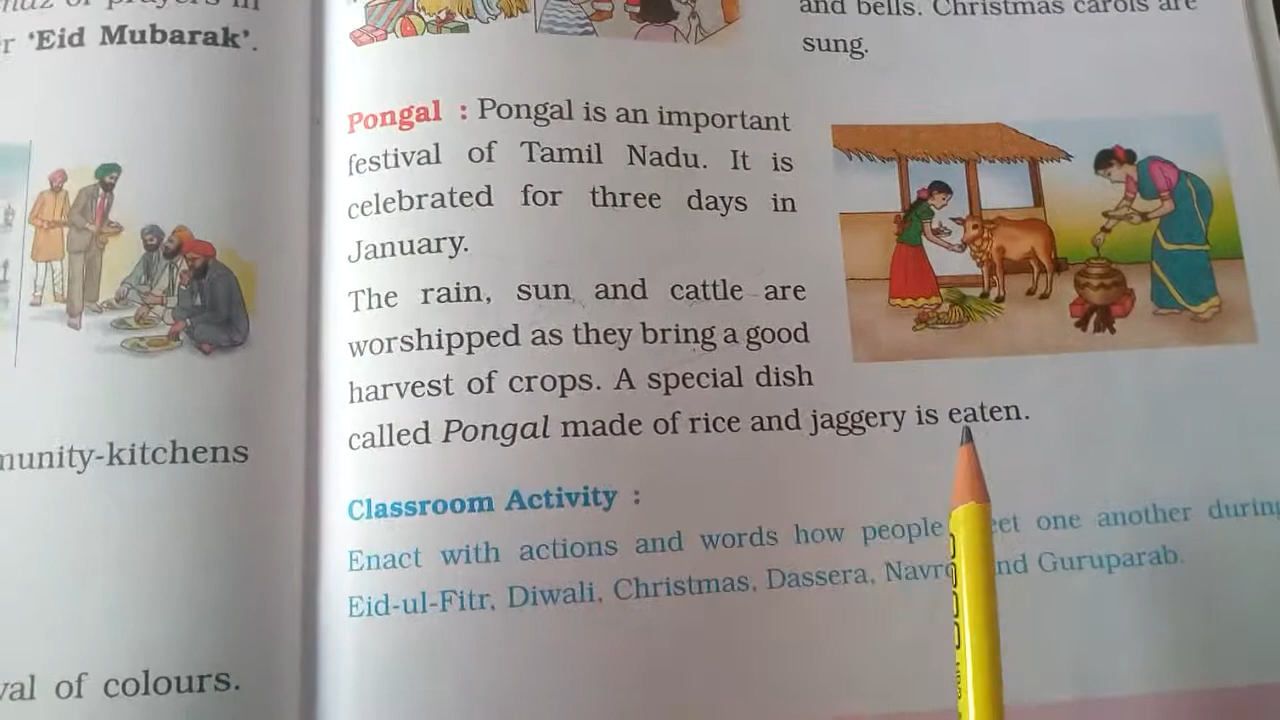 r 'Eid Mubarak'.
munity-kitchens
val of colours.
and bells. Christmas carols are
sung.
Pongal : Pongal is an important
festival of Tamil Nadu. It is
celebrated for three days in
January.
The rain, sun and cattle are
worshipped as they bring a good
harvest of crops. A special dish
called Pongal made of rice and jaggery is eaten.
Classroom Activity :
Enact with actions and words how people eet one another during
Eid-ul-Fitr, Diwali, Christmas, Dassera, Navro nd Guruparab.